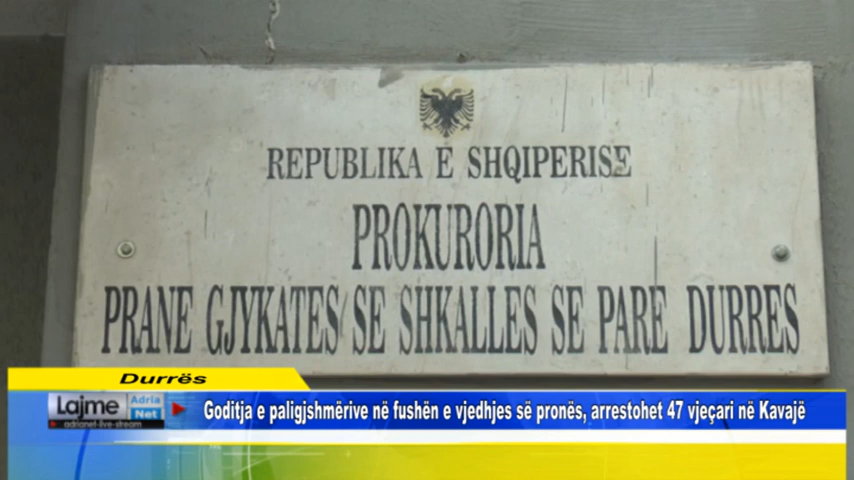 REPUBLIKA E SHQIPERISE
PROKURORIA
PRANE GJYKATES SE SHKALLES SE PARE DURRES
Durrës
Lajme Adria Net
adrianet-live-stream
Goditja e paligjshmërive në fushën e vjedhjes së pronës, arrestohet 47 vjeçari në Kavajë